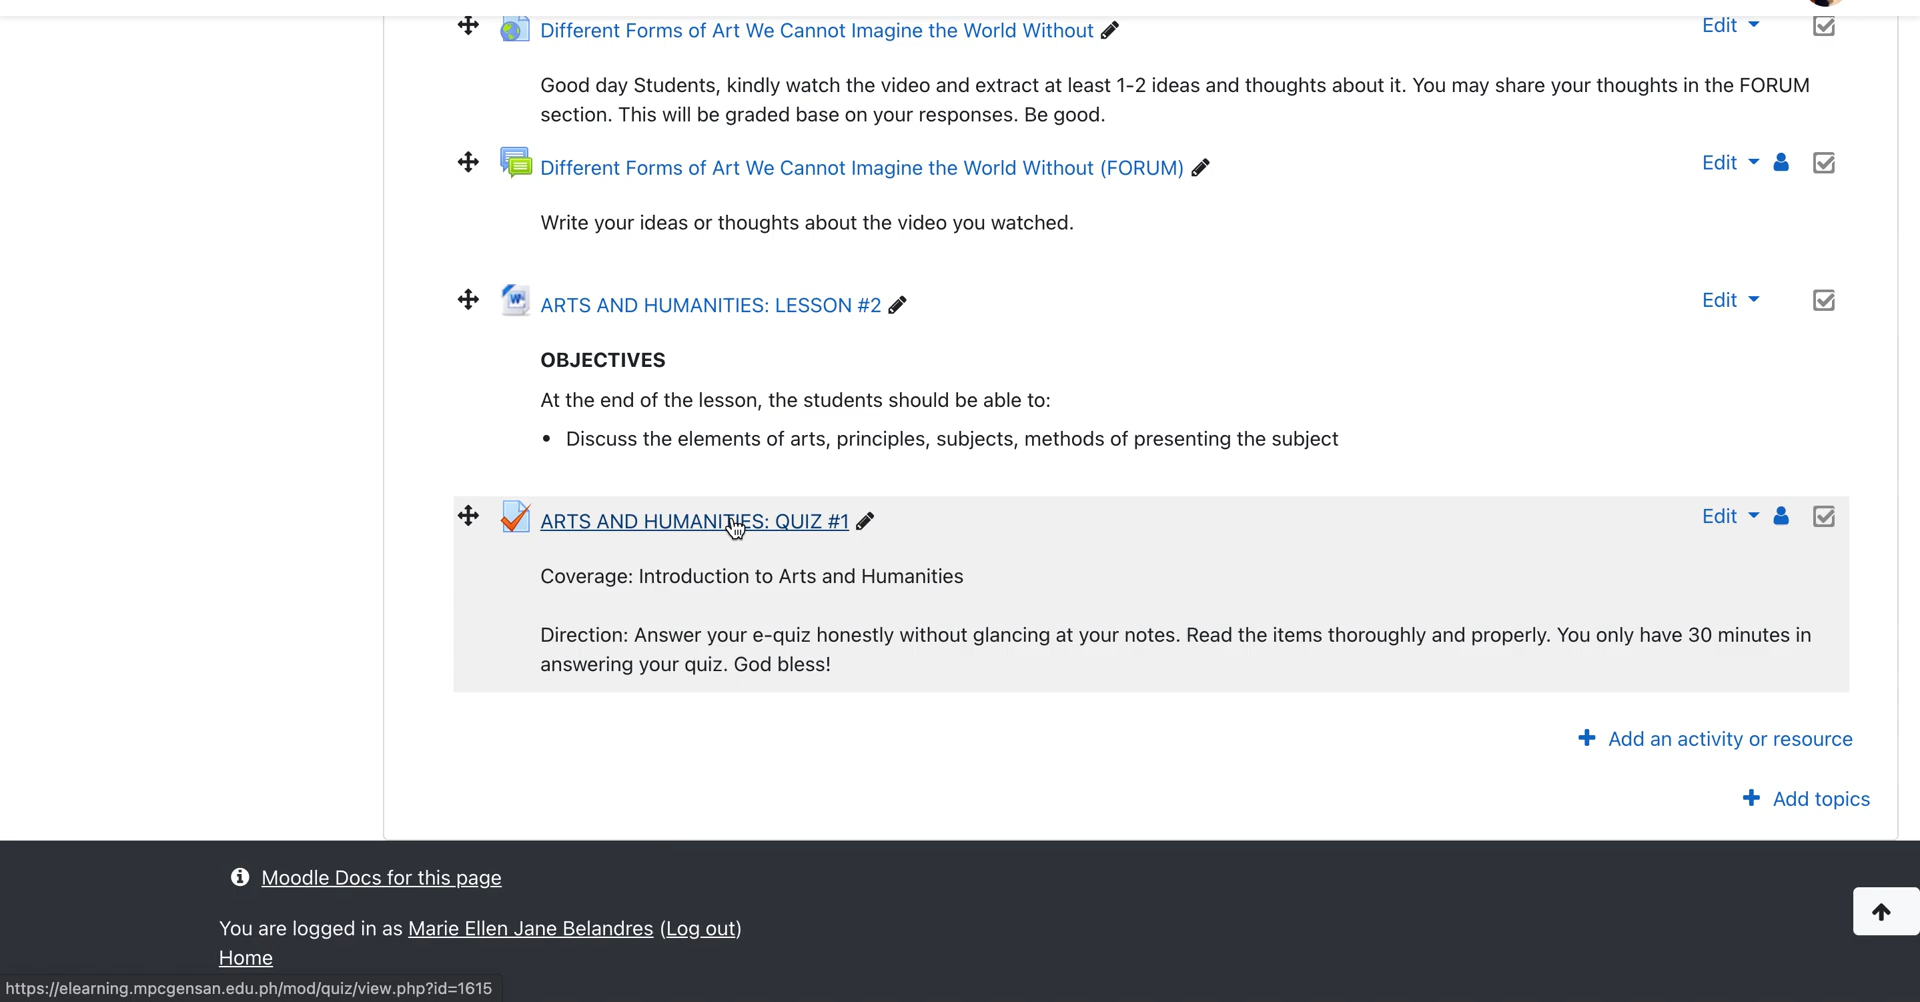 Different Forms of Art We Cannot Imagine the World Without
Edit
Good day Students, kindly watch the video and extract at least 1-2 ideas and thoughts about it. You may share your thoughts in the FORUM
section. This will be graded base on your responses. Be good.
Different Forms of Art We Cannot Imagine the World Without (FORUM)
Edit
Write your ideas or thoughts about the video you watched.
ARTS AND HUMANITIES: LESSON #2
Edit
OBJECTIVES
At the end of the lesson, the students should be able to:
• Discuss the elements of arts, principles, subjects, methods of presenting the subject
ARTS AND HUMANITIES: QUIZ #1
Edit
Coverage: Introduction to Arts and Humanities
Direction: Answer your e-quiz honestly without glancing at your notes. Read the items thoroughly and properly. You only have 30 minutes in
answering your quiz. God bless!
+ Add an activity or resource
+ Add topics
Moodle Docs for this page
You are logged in as Marie Ellen Jane Belandres (Log out)
Home
https://elearning.mpcgensan.edu.ph/mod/quiz/view.php?id=1615